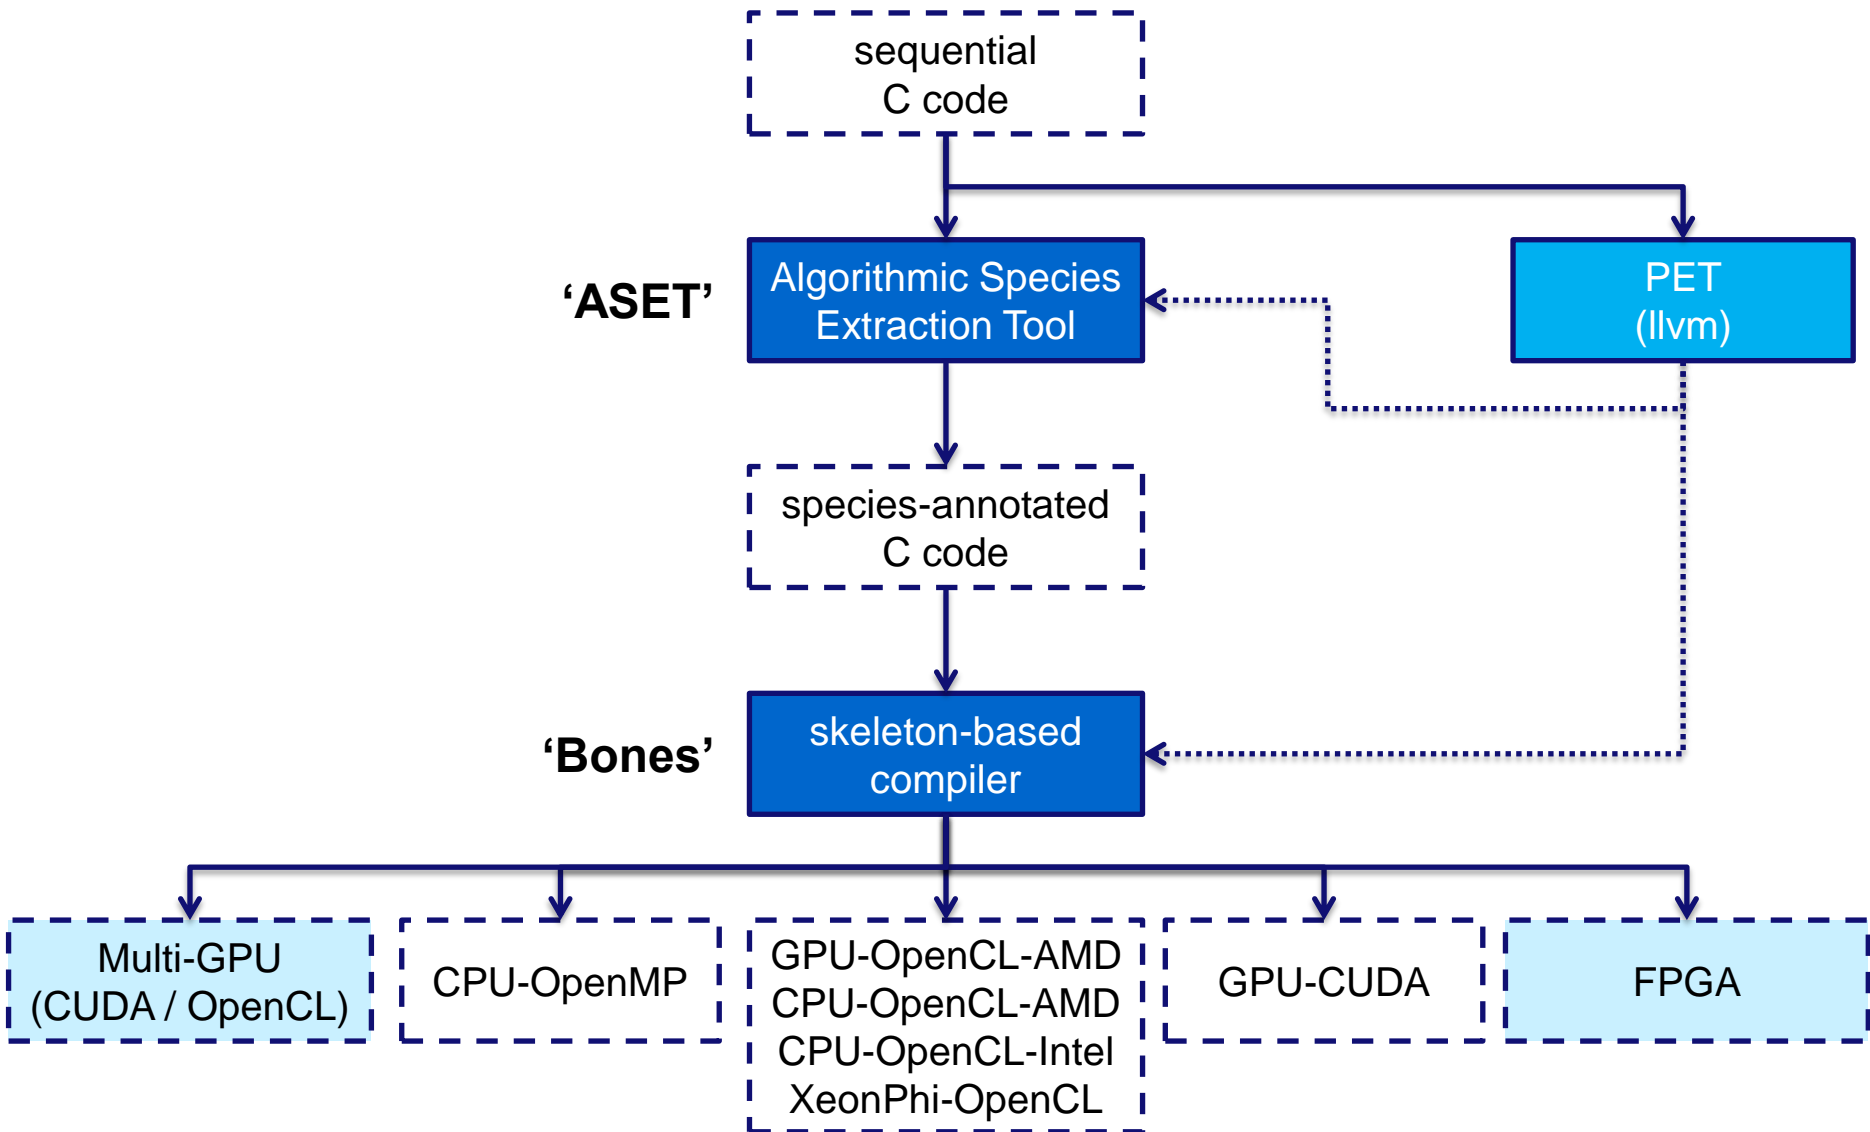 sequential
C code
‘ASET’
Algorithmic Species
Extraction Tool
PET
(llvm)
species-annotated
C code
‘Bones’
skeleton-based
compiler
Multi-GPU
(CUDA / OpenCL)
CPU-OpenMP
GPU-OpenCL-AMD
CPU-OpenCL-AMD
CPU-OpenCL-Intel
XeonPhi-OpenCL
GPU-CUDA
FPGA